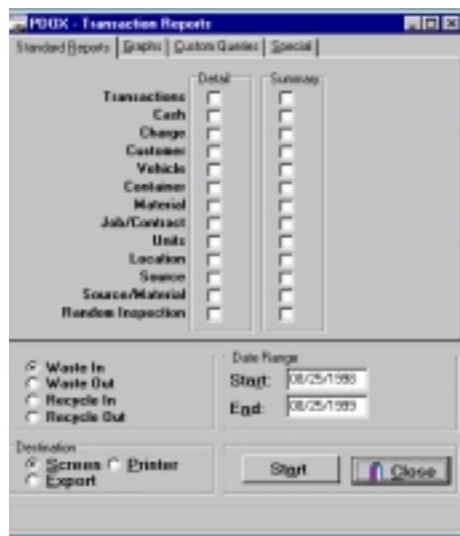 PDOX - Transaction Reports
Standard Reports Graphs Custom Queries Special
Detail Summary
Transactions
Cash
Charge
Customer
Vehicle
Container
Material
Job/Contract
Units
Location
Source
Source/Material
Random Inspection
Waste In
Waste Out
Recycle In
Recycle Out
Date Range
Start: 08/25/1998
End: 08/25/1999
Destination
Screen Printer
Export
Start Close